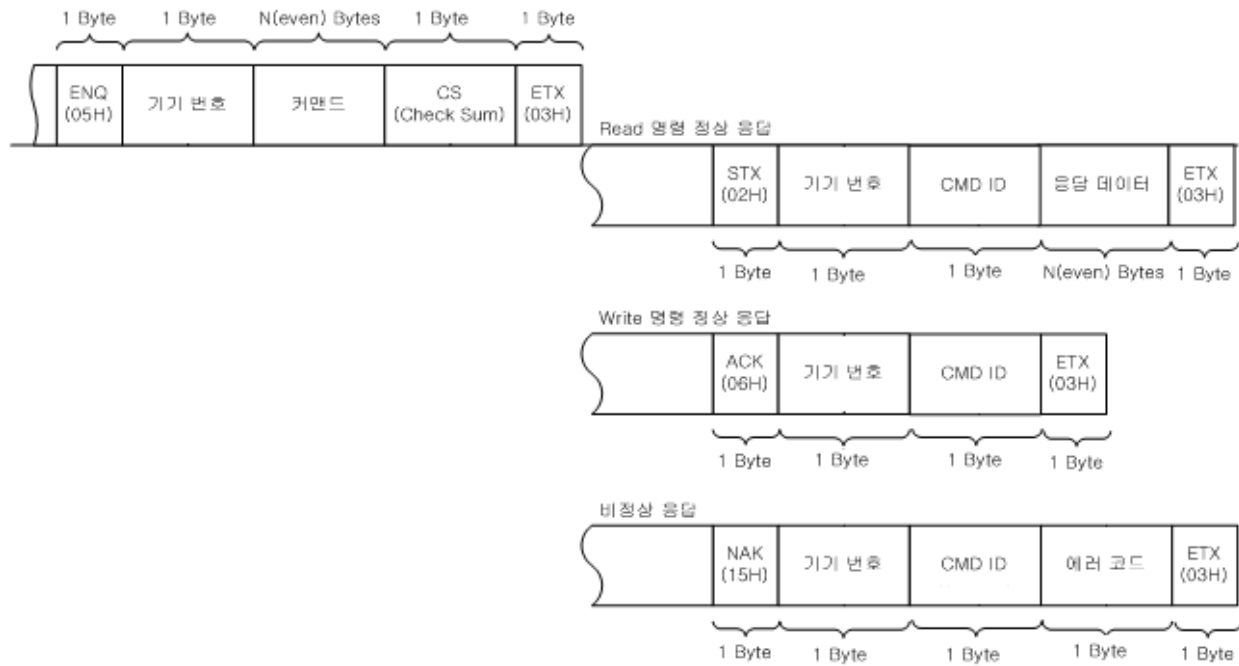 1 Byte 1 Byte N(even) Bytes 1 Byte 1 Byte
ENQ
(05H)
기기 번호
커맨드
CS
(Check Sum)
ETX
(03H)
Read 명령 정상 응답
STX
(02H)
기기 번호
CMD ID
응답 데이터
ETX
(03H)
1 Byte 1 Byte 1 Byte N(even) Bytes 1 Byte
Write 명령 정상 응답
ACK
(06H)
기기 번호
CMD ID
ETX
(03H)
1 Byte 1 Byte 1 Byte 1 Byte
비정상 응답
NAK
(15H)
기기 번호
CMD ID
에러 코드
ETX
(03H)
1 Byte 1 Byte 1 Byte 1 Byte 1 Byte